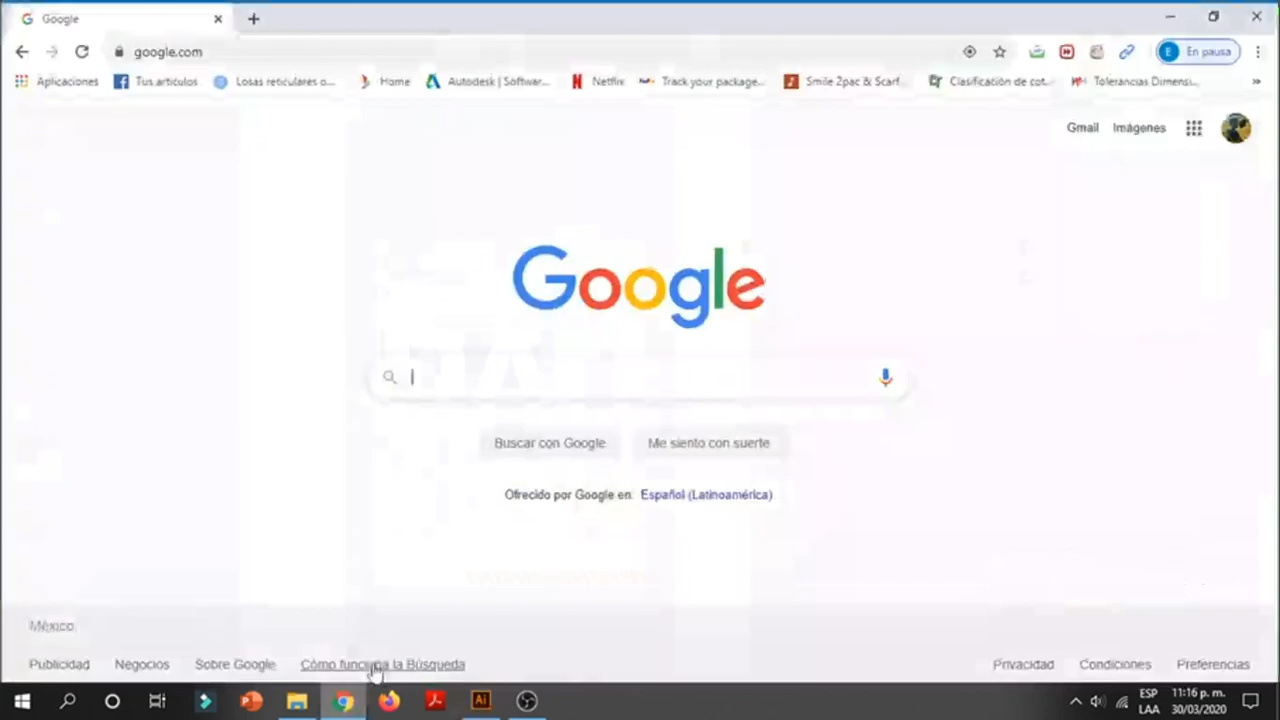 Google
google.com
En pausa
Aplicaciones
Tus artículos
Losas reticulares o...
Home
Autodesk | Softwar...
Netflix
Track your package...
Smile 2pac & Scarf...
Clasificación de cot...
Tolerancias Dimensi...
Gmail
Imágenes
Google
Buscar con Google
Me siento con suerte
Ofrecido por Google en: Español (Latinoamérica)
México
Publicidad
Negocios
Sobre Google
Cómo funciona la Búsqueda
Privacidad
Condiciones
Preferencias
ESP
LAA
11:16 p. m.
30/03/2020